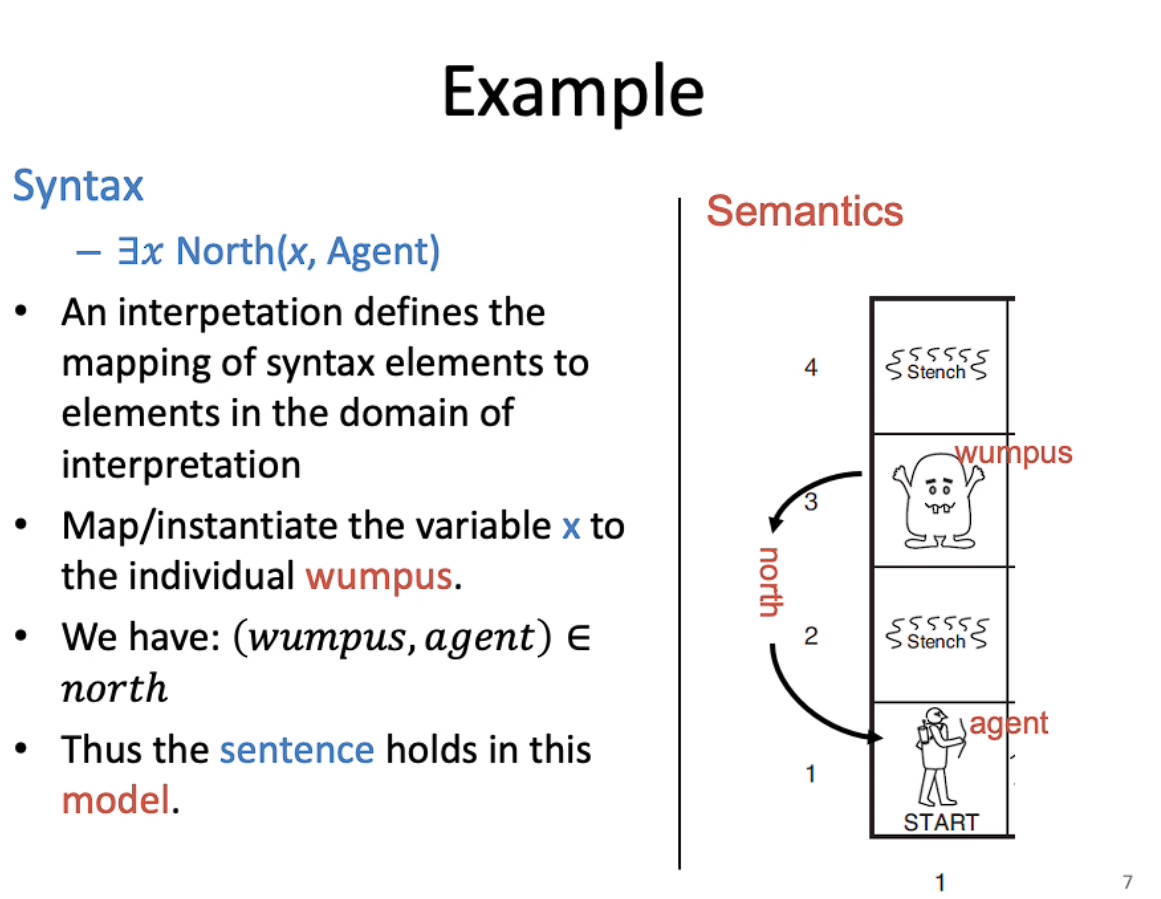 Example
Syntax
– ∃𝑥 North(x, Agent)
• An interpetation defines the
mapping of syntax elements to
elements in the domain of
interpretation
• Map/instantiate the variable x to
the individual wumpus.
• We have: (𝑤𝑢𝑚𝑝𝑢𝑠, 𝑎𝑔𝑒𝑛𝑡) ∈
𝑛𝑜𝑟𝑡ℎ
• Thus the sentence holds in this
model.
Semantics
4
Stench
wumpus
3
north
2
Stench
agent
1
START
1
7